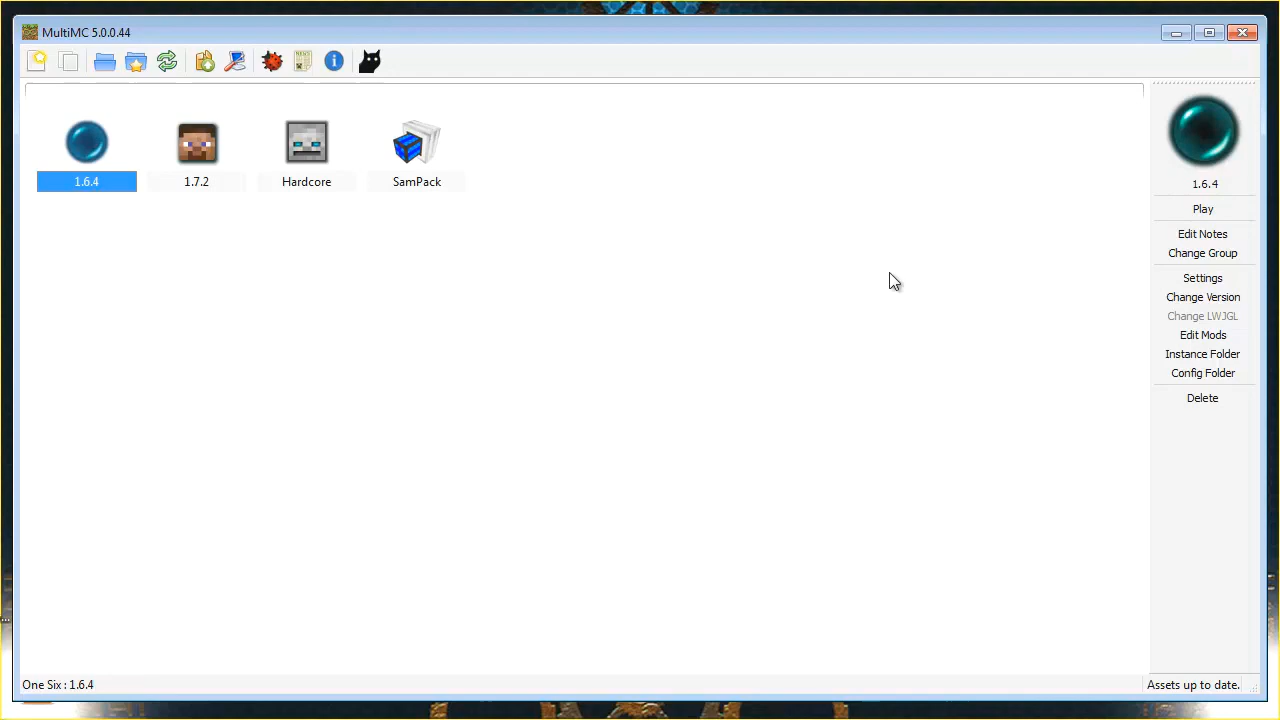 MultiMC 5.0.0.44
1.6.4
1.7.2
Hardcore
SamPack
1.6.4
Play
Edit Notes
Change Group
Settings
Change Version
Change LWJGL
Edit Mods
Instance Folder
Config Folder
Delete
One Six : 1.6.4
Assets up to date.